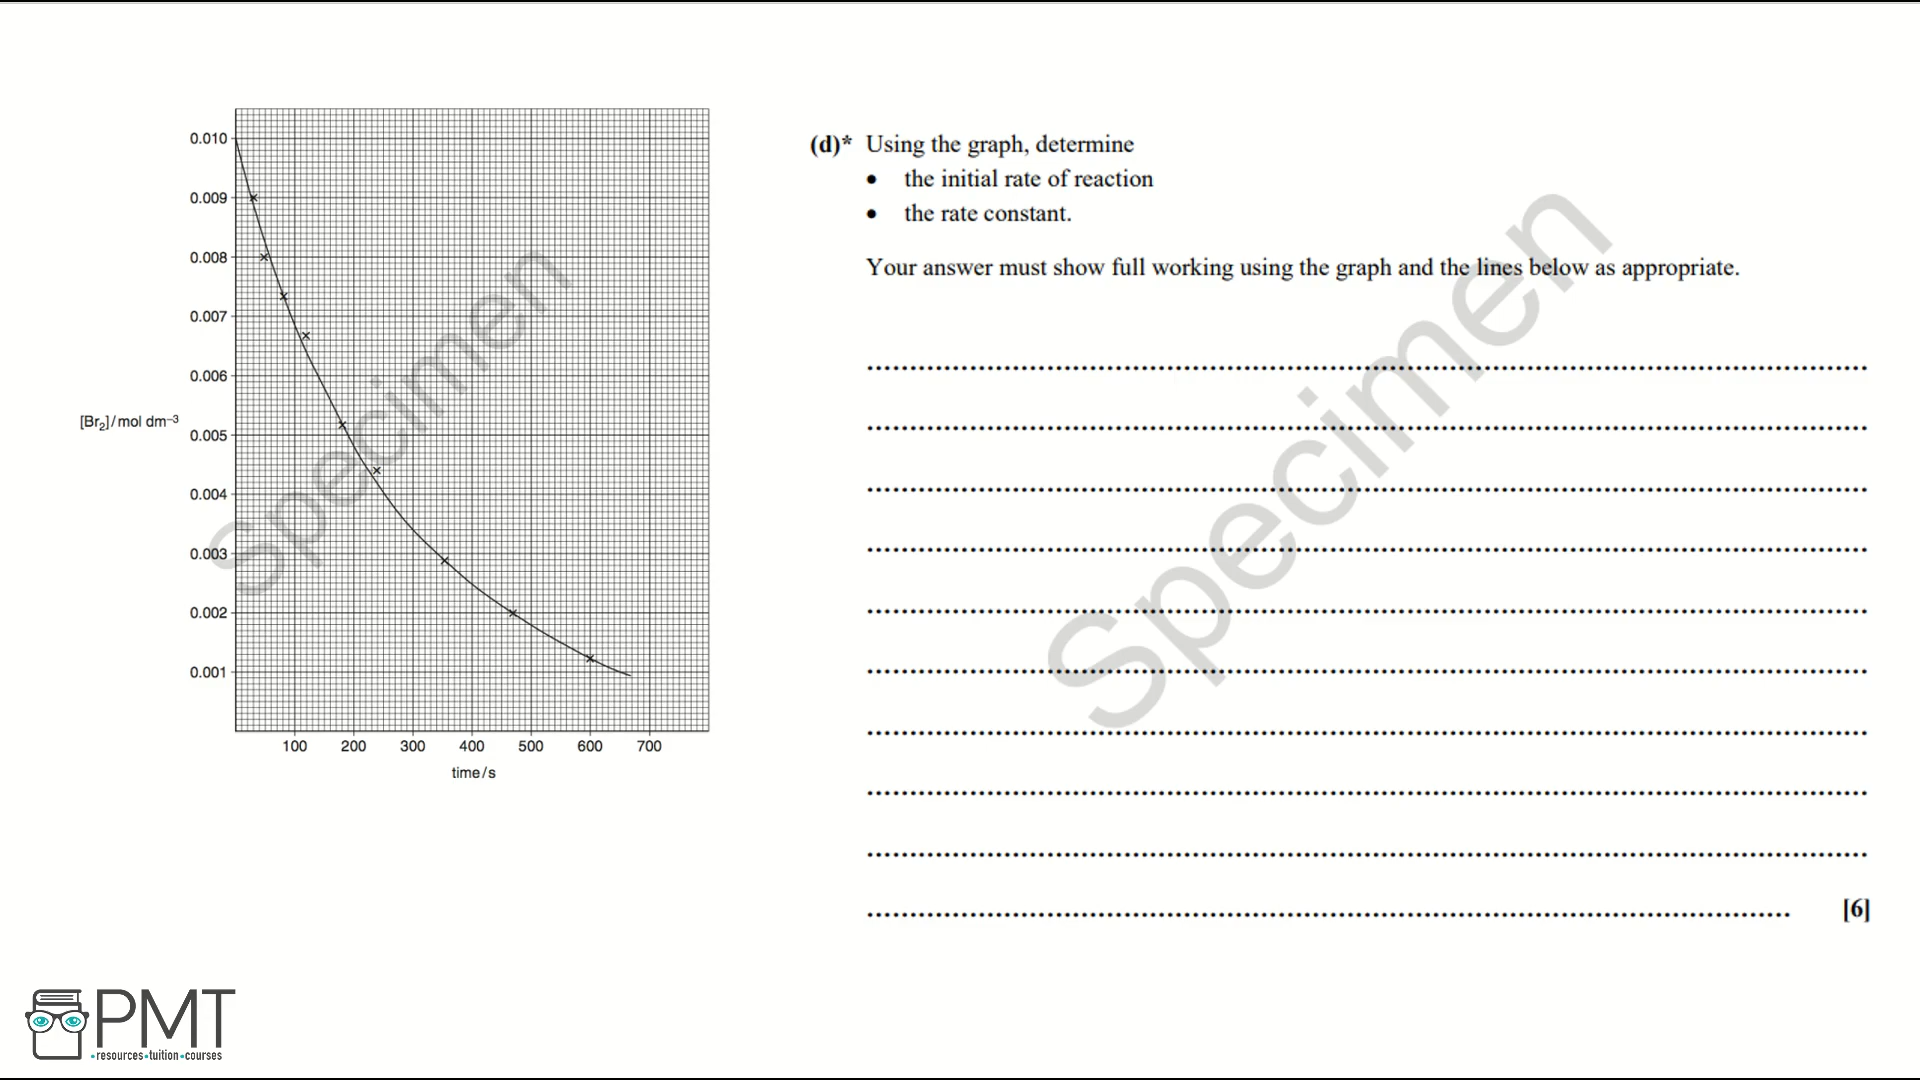 0.010
0.009
0.008
0.007
0.006
[Br₂]/mol dm⁻³
0.005
0.004
0.003
0.002
0.001
100 200 300 400 500 600 700
time/s
Specimen
(d)* Using the graph, determine
• the initial rate of reaction
• the rate constant.
Your answer must show full working using the graph and the lines below as appropriate.
Specimen
[6]
PMT
•resources•tuition•courses